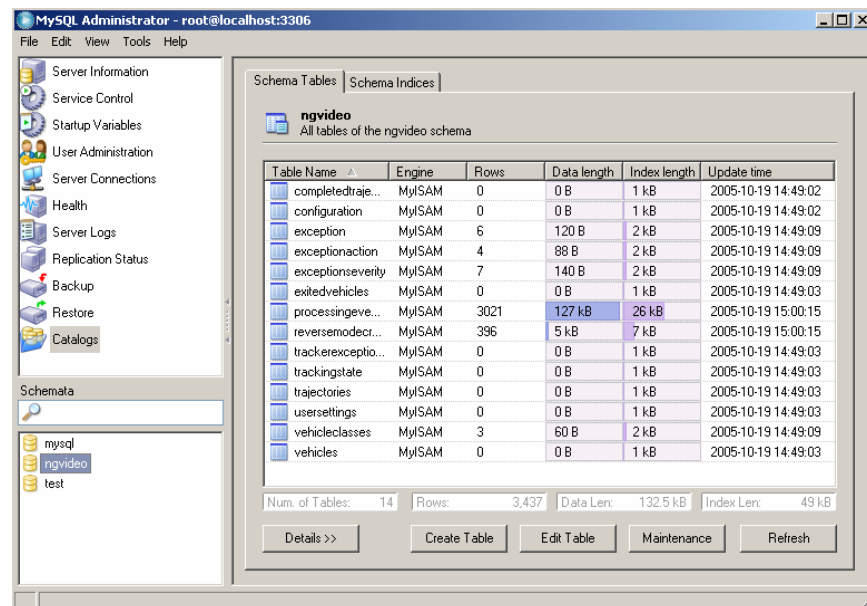 MySQL Administrator - root@localhost:3306
File Edit View Tools Help
Server Information
Service Control
Startup Variables
User Administration
Server Connections
Health
Server Logs
Replication Status
Backup
Restore
Catalogs
Schemata
mysql
ngvideo
test
Schema Tables Schema Indices
ngvideo
All tables of the ngvideo schema
Table Name Engine Rows Data length Index length Update time
completedtraje... MyISAM 0 0 B 1 kB 2005-10-19 14:49:02
configuration MyISAM 0 0 B 1 kB 2005-10-19 14:49:02
exception MyISAM 6 120 B 2 kB 2005-10-19 14:49:09
exceptionaction MyISAM 4 88 B 2 kB 2005-10-19 14:49:09
exceptionseverity MyISAM 7 140 B 2 kB 2005-10-19 14:49:09
exitedvehicles MyISAM 0 0 B 1 kB 2005-10-19 14:49:03
processingeve... MyISAM 3021 127 kB 26 kB 2005-10-19 15:00:15
reversemodecr... MyISAM 396 5 kB 7 kB 2005-10-19 15:00:15
trackerexceptio... MyISAM 0 0 B 1 kB 2005-10-19 14:49:03
trackingstate MyISAM 0 0 B 1 kB 2005-10-19 14:49:03
trajectories MyISAM 0 0 B 1 kB 2005-10-19 14:49:03
usersettings MyISAM 0 0 B 1 kB 2005-10-19 14:49:03
vehicleclasses MyISAM 3 60 B 2 kB 2005-10-19 14:49:09
vehicles MyISAM 0 0 B 1 kB 2005-10-19 14:49:03
Num. of Tables: 14 Rows: 3,437 Data Len: 132.5 kB Index Len: 49 kB
Details >> Create Table Edit Table Maintenance Refresh